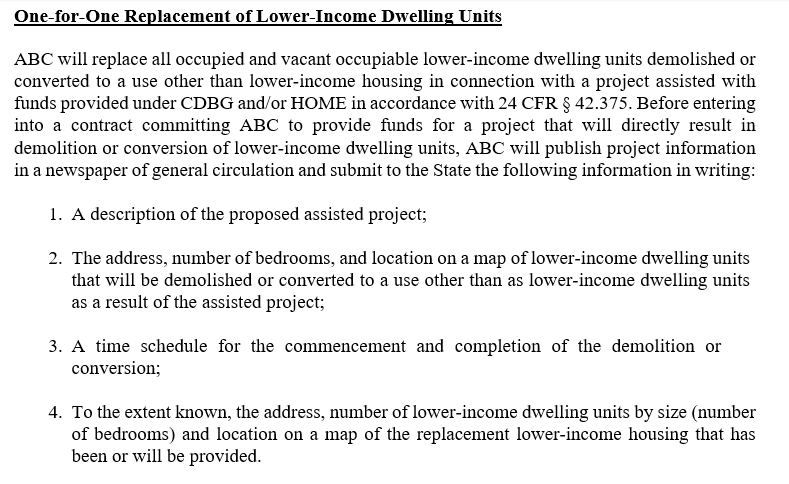 One-for-One Replacement of Lower-Income Dwelling Units
ABC will replace all occupied and vacant occupiable lower-income dwelling units demolished or
converted to a use other than lower-income housing in connection with a project assisted with
funds provided under CDBG and/or HOME in accordance with 24 CFR § 42.375. Before entering
into a contract committing ABC to provide funds for a project that will directly result in
demolition or conversion of lower-income dwelling units, ABC will publish project information
in a newspaper of general circulation and submit to the State the following information in writing:
1. A description of the proposed assisted project;
2. The address, number of bedrooms, and location on a map of lower-income dwelling units
that will be demolished or converted to a use other than as lower-income dwelling units
as a result of the assisted project;
3. A time schedule for the commencement and completion of the demolition or
conversion;
4. To the extent known, the address, number of lower-income dwelling units by size (number
of bedrooms) and location on a map of the replacement lower-income housing that has
been or will be provided.